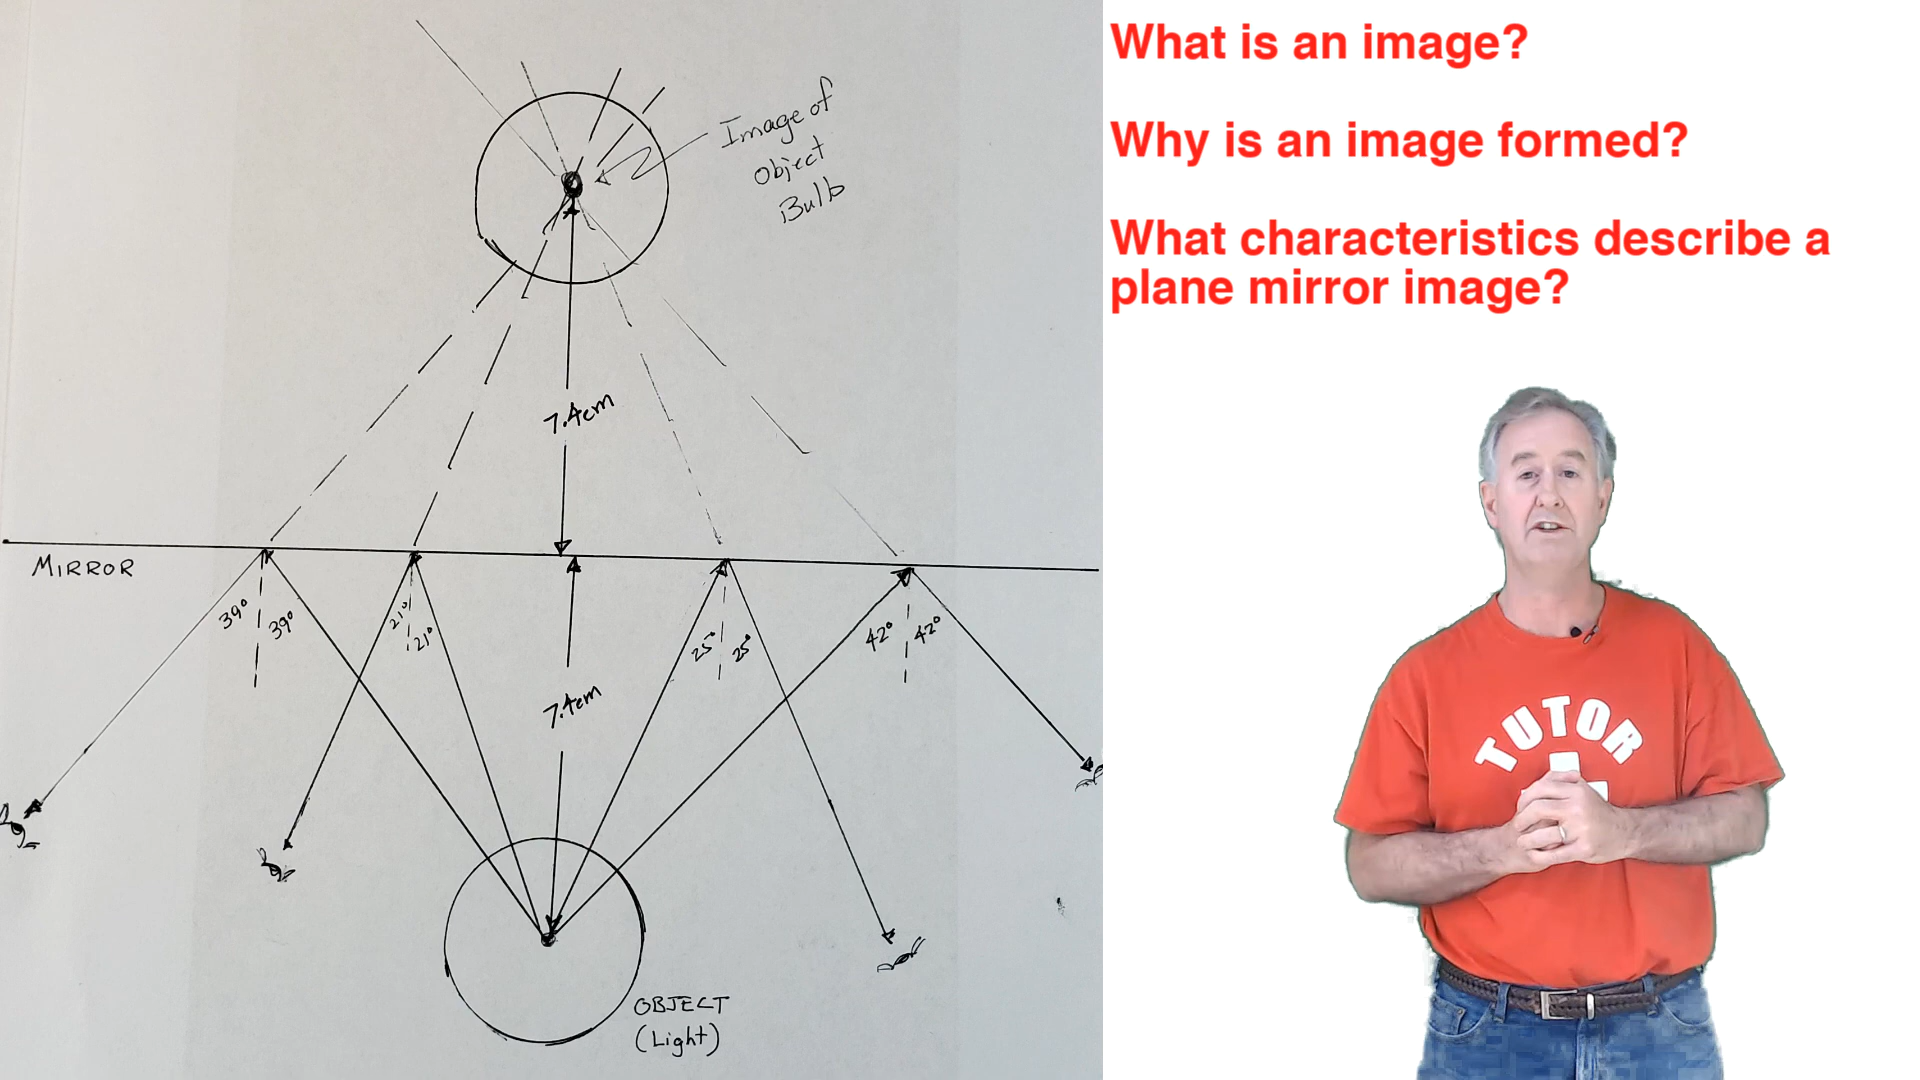 What is an image?
Why is an image formed?
What characteristics describe a
plane mirror image?
Image of
Object
Bulb
7.4cm
MIRROR
39°
39°
21°
21°
25°
25°
42°
42°
7.4cm
OBJECT
(Light)
TUTOR